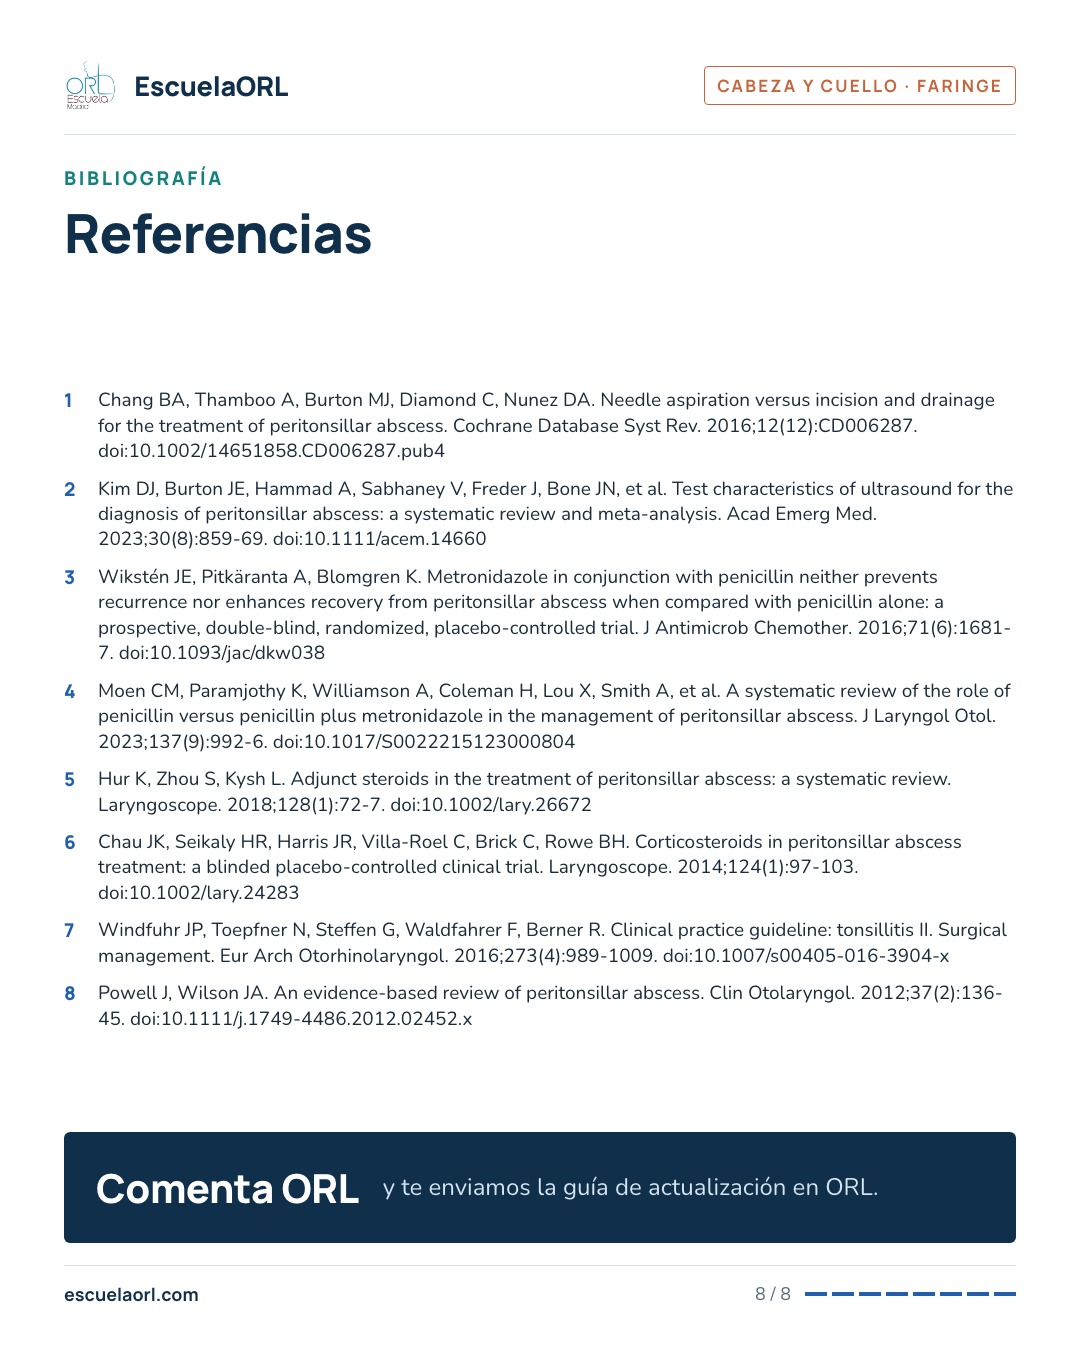 ORL
Escuela
Madrid
EscuelaORL
CABEZA Y CUELLO · FARINGE
BIBLIOGRAFÍA
Referencias
1 Chang BA, Thamboo A, Burton MJ, Diamond C, Nunez DA. Needle aspiration versus incision and drainage
for the treatment of peritonsillar abscess. Cochrane Database Syst Rev. 2016;12(12):CD006287.
doi:10.1002/14651858.CD006287.pub4
2 Kim DJ, Burton JE, Hammad A, Sabhaney V, Freder J, Bone JN, et al. Test characteristics of ultrasound for the
diagnosis of peritonsillar abscess: a systematic review and meta-analysis. Acad Emerg Med.
2023;30(8):859-69. doi:10.1111/acem.14660
3 Wikstén JE, Pitkäranta A, Blomgren K. Metronidazole in conjunction with penicillin neither prevents
recurrence nor enhances recovery from peritonsillar abscess when compared with penicillin alone: a
prospective, double-blind, randomized, placebo-controlled trial. J Antimicrob Chemother. 2016;71(6):1681-
7. doi:10.1093/jac/dkw038
4 Moen CM, Paramjothy K, Williamson A, Coleman H, Lou X, Smith A, et al. A systematic review of the role of
penicillin versus penicillin plus metronidazole in the management of peritonsillar abscess. J Laryngol Otol.
2023;137(9):992-6. doi:10.1017/S0022215123000804
5 Hur K, Zhou S, Kysh L. Adjunct steroids in the treatment of peritonsillar abscess: a systematic review.
Laryngoscope. 2018;128(1):72-7. doi:10.1002/lary.26672
6 Chau JK, Seikaly HR, Harris JR, Villa-Roel C, Brick C, Rowe BH. Corticosteroids in peritonsillar abscess
treatment: a blinded placebo-controlled clinical trial. Laryngoscope. 2014;124(1):97-103.
doi:10.1002/lary.24283
7 Windfuhr JP, Toepfner N, Steffen G, Waldfahrer F, Berner R. Clinical practice guideline: tonsillitis II. Surgical
management. Eur Arch Otorhinolaryngol. 2016;273(4):989-1009. doi:10.1007/s00405-016-3904-x
8 Powell J, Wilson JA. An evidence-based review of peritonsillar abscess. Clin Otolaryngol. 2012;37(2):136-
45. doi:10.1111/j.1749-4486.2012.02452.x
Comenta ORL y te enviamos la guía de actualización en ORL.
escuelaorl.com
8 / 8